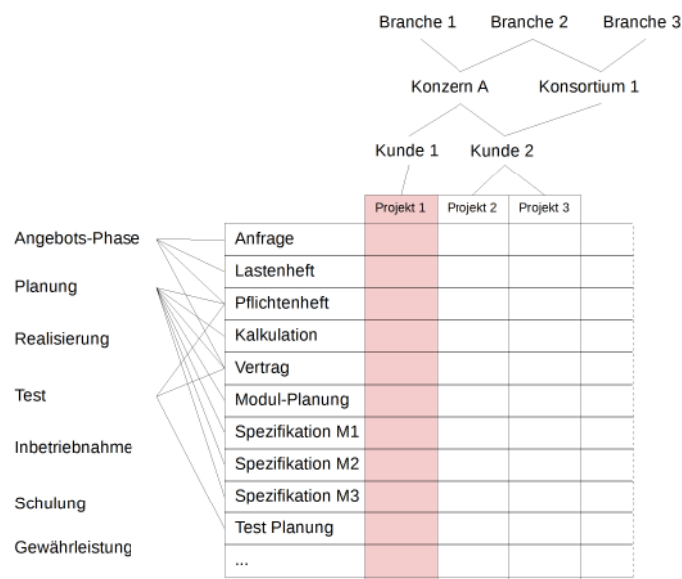 Branche 1 Branche 2 Branche 3
Konzern A Konsortium 1
Kunde 1 Kunde 2
Projekt 1 Projekt 2 Projekt 3
Angebots-Phase
Planung
Realisierung
Test
Inbetriebnahme
Schulung
Gewährleistung
Anfrage
Lastenheft
Pflichtenheft
Kalkulation
Vertrag
Modul-Planung
Spezifikation M1
Spezifikation M2
Spezifikation M3
Test Planung
...